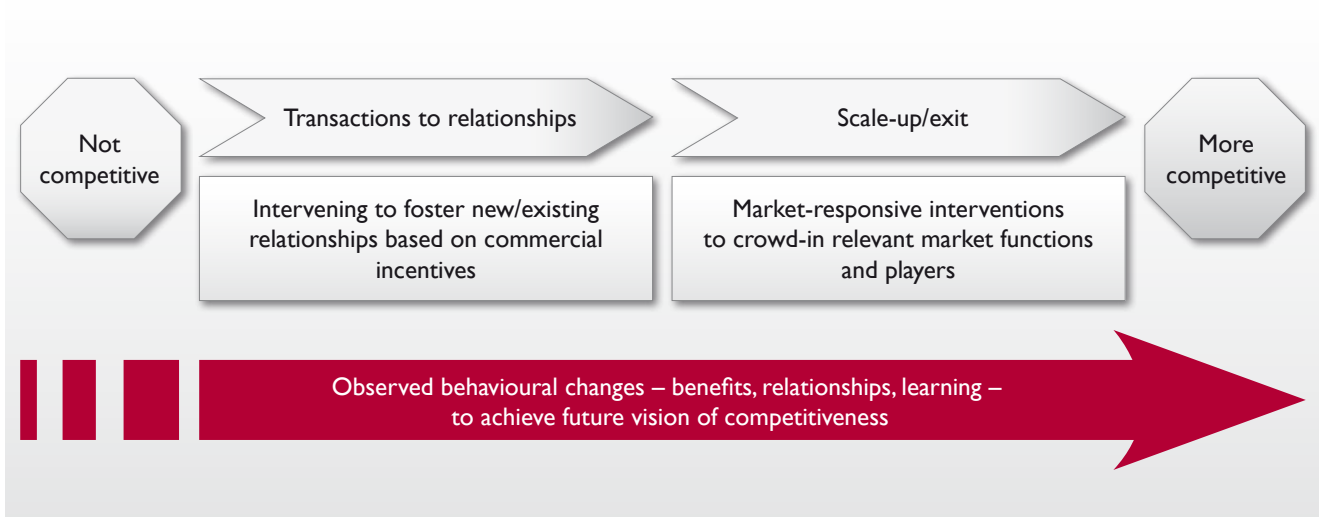 Not
competitive
Transactions to relationships
Intervening to foster new/existing
relationships based on commercial
incentives
Scale-up/exit
Market-responsive interventions
to crowd-in relevant market functions
and players
More
competitive
Observed behavioural changes – benefits, relationships, learning –
to achieve future vision of competitiveness